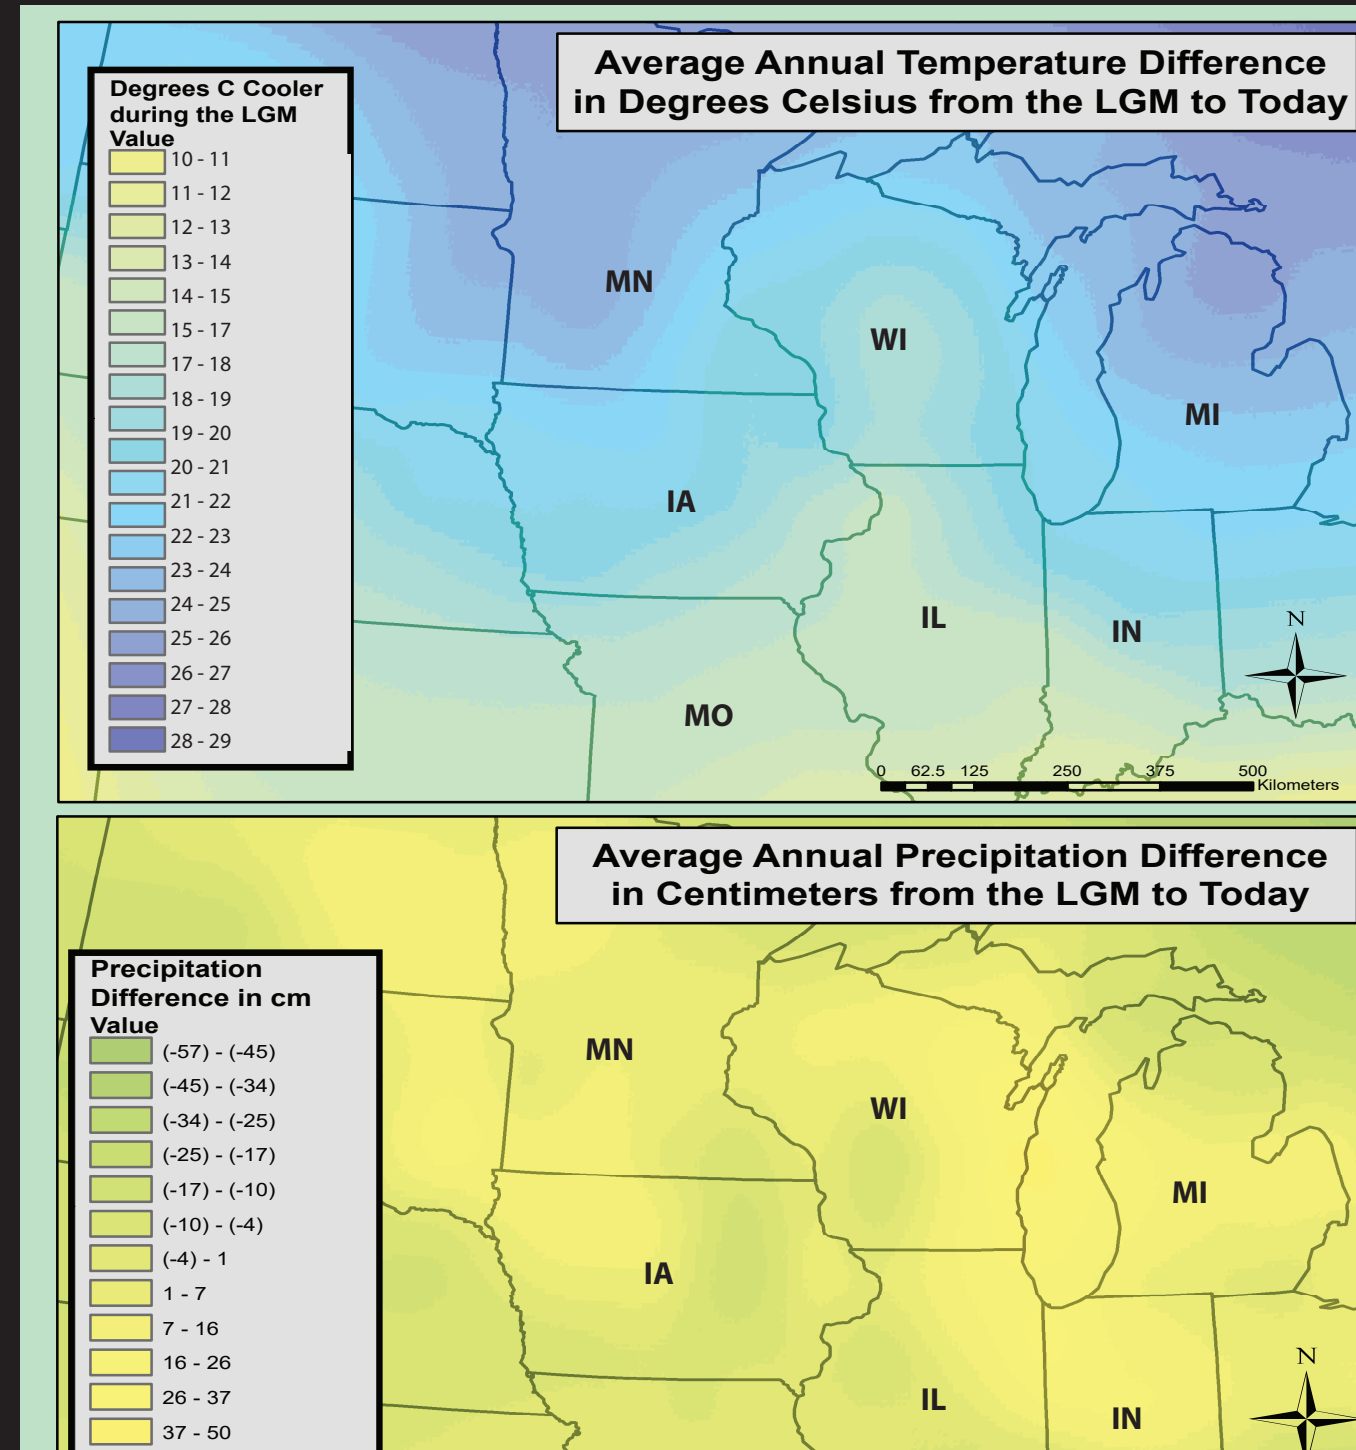 Average Annual Temperature Difference
in Degrees Celsius from the LGM to Today
Degrees C Cooler
during the LGM
Value
10 - 11
11 - 12
12 - 13
13 - 14
14 - 15
15 - 17
17 - 18
18 - 19
19 - 20
20 - 21
21 - 22
22 - 23
23 - 24
24 - 25
25 - 26
26 - 27
27 - 28
28 - 29
MN
WI
MI
IA
IL
IN
MO
N
0 62.5 125 250 375 500
Kilometers
Average Annual Precipitation Difference
in Centimeters from the LGM to Today
Precipitation
Difference in cm
Value
(-57) - (-45)
(-45) - (-34)
(-34) - (-25)
(-25) - (-17)
(-17) - (-10)
(-10) - (-4)
(-4) - 1
1 - 7
7 - 16
16 - 26
26 - 37
37 - 50
MN
WI
MI
IA
IL
IN
N